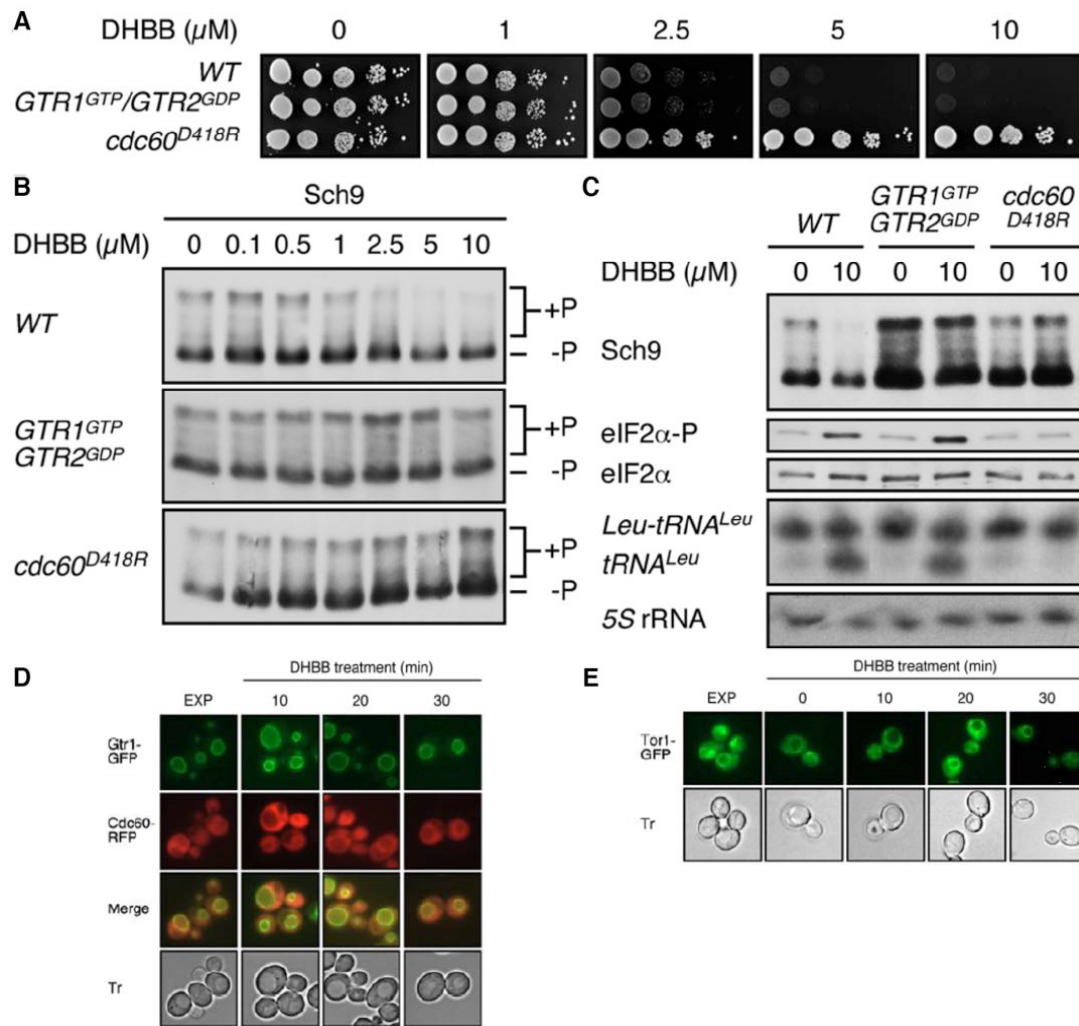 A
DHBB (µM) 0 1 2.5 5 10
WT
GTR1GTP/GTR2GDP
cdc60D418R
B
Sch9
DHBB (µM) 0 0.1 0.5 1 2.5 5 10
WT
+P
-P
GTR1GTP
GTR2GDP
+P
-P
cdc60D418R
+P
-P
C
WT GTR1GTP GTR2GDP cdc60 D418R
DHBB (µM) 0 10 0 10 0 10
Sch9
eIF2α-P
eIF2α
Leu-tRNALeu
tRNALeu
5S rRNA
D
DHBB treatment (min)
EXP 10 20 30
Gtr1-
GFP
Cdc60-
RFP
Merge
Tr
E
DHBB treatment (min)
EXP 0 10 20 30
Tor1-
GFP
Tr